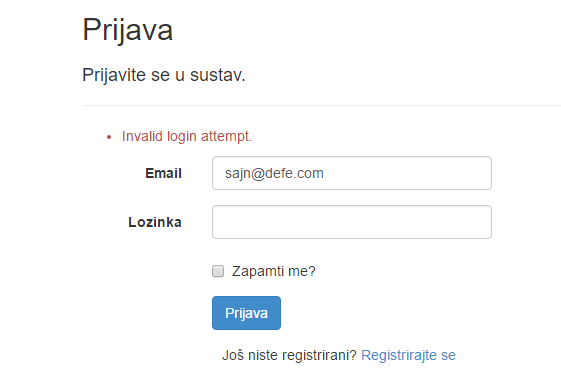 Prijava
Prijavite se u sustav.
Invalid login attempt.
Email sajn@defe.com
Lozinka
Zapamti me?
Prijava
Još niste registrirani? Registrirajte se